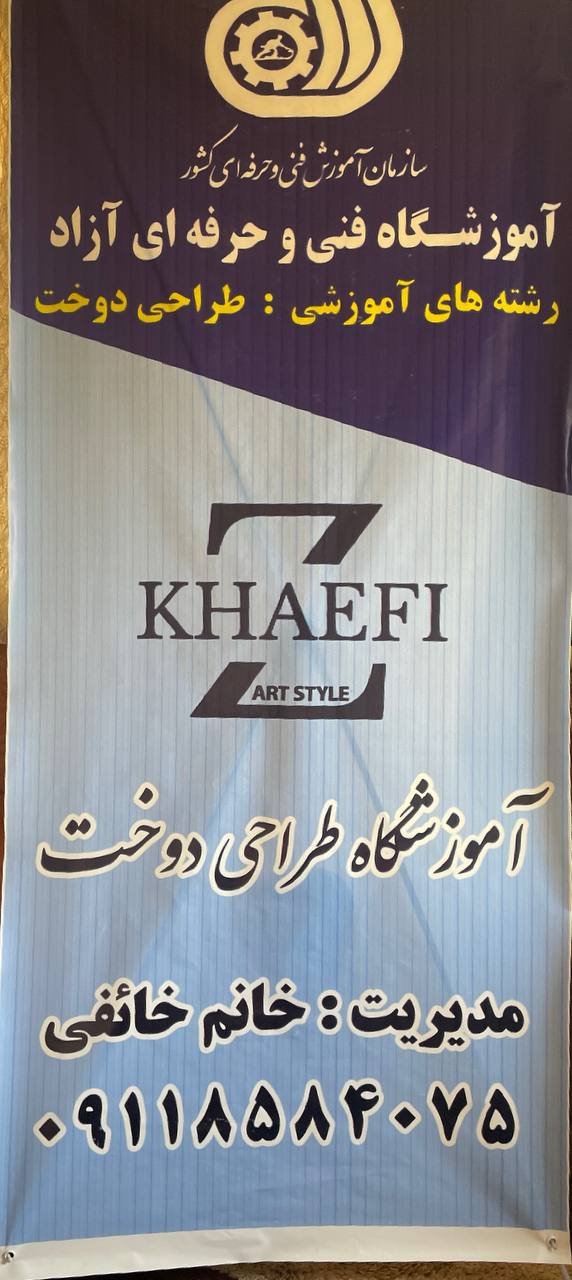 سازمان آموزش فنی و حرفه ای کشور
آموزشگاه فنی و حرفه ای آزاد
رشته های آموزشی : طراحی دوخت
Z
KHAEFI
ART STYLE
آموزشگاه طراحی دوخت
مدیریت : خانم خائفی
۰۹۱۱۸۵۸۴۰۷۵